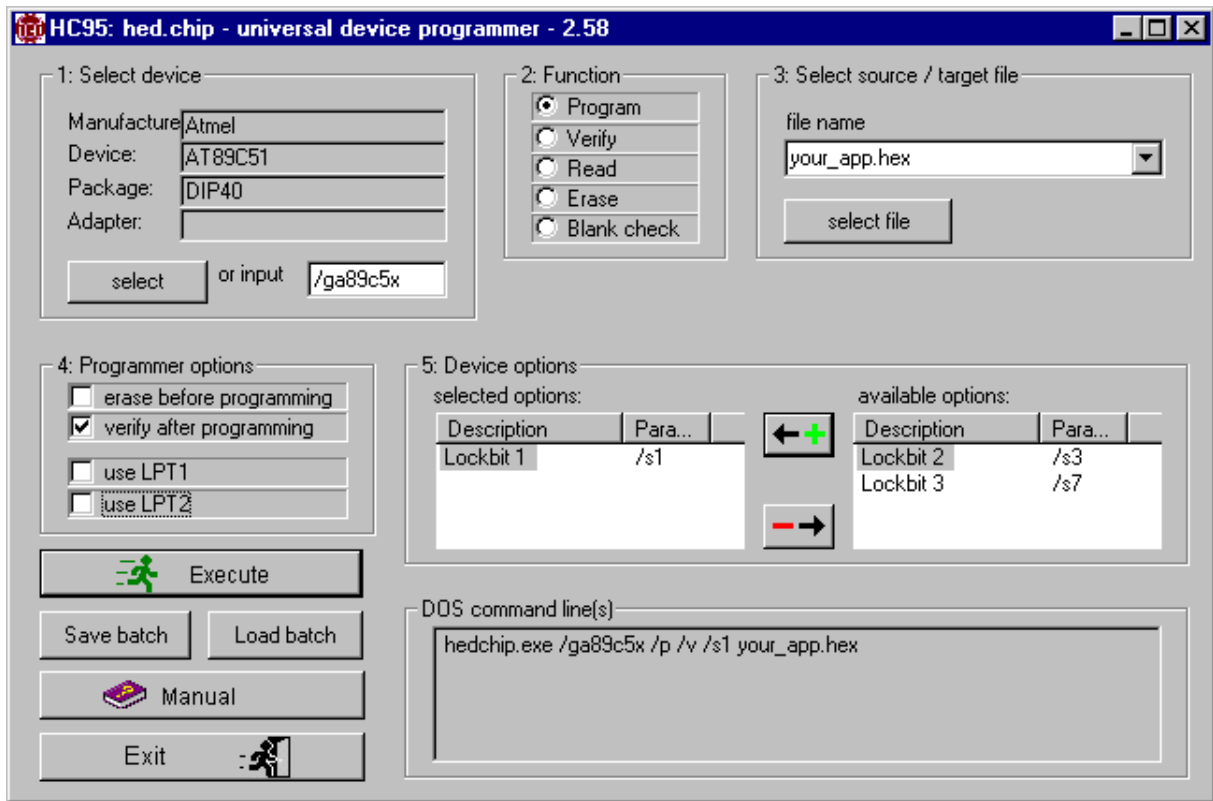 HC95: hed.chip - universal device programmer - 2.58
1: Select device
Manufacture Atmel
Device: AT89C51
Package: DIP40
Adapter:
select or input /ga89c5x
2: Function
Program
Verify
Read
Erase
Blank check
3: Select source / target file
file name
your_app.hex
select file
4: Programmer options
erase before programming
verify after programming
use LPT1
use LPT2
5: Device options
selected options:
Description Para...
Lockbit 1 /s1
available options:
Description Para...
Lockbit 2 /s3
Lockbit 3 /s7
Execute
Save batch Load batch
Manual
Exit
DOS command line(s)
hedchip.exe /ga89c5x /p /v /s1 your_app.hex